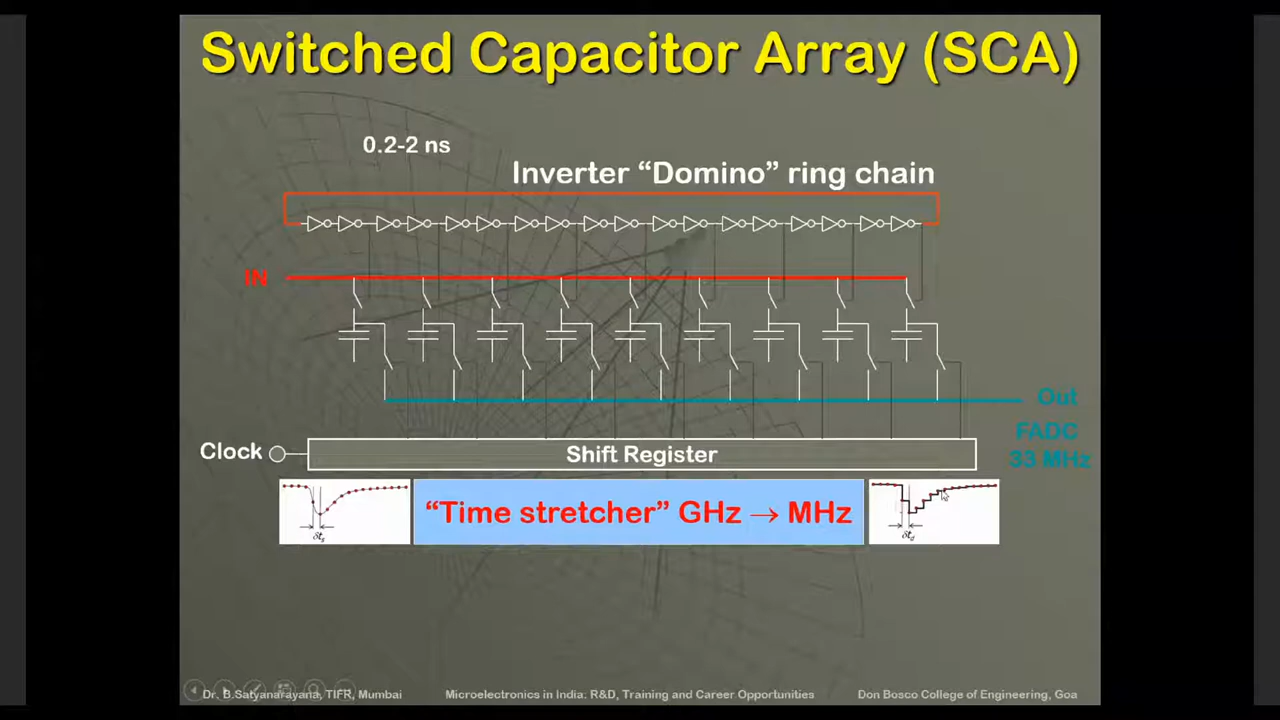 Switched Capacitor Array (SCA)
0.2-2 ns
Inverter “Domino” ring chain
IN
Out
FADC
33 MHz
Clock
Shift Register
“Time stretcher” GHz → MHz
δts
δtd
Dr. B.Satyanarayana, TIFR, Mumbai
Microelectronics in India: R&D, Training and Career Opportunities
Don Bosco College of Engineering, Goa